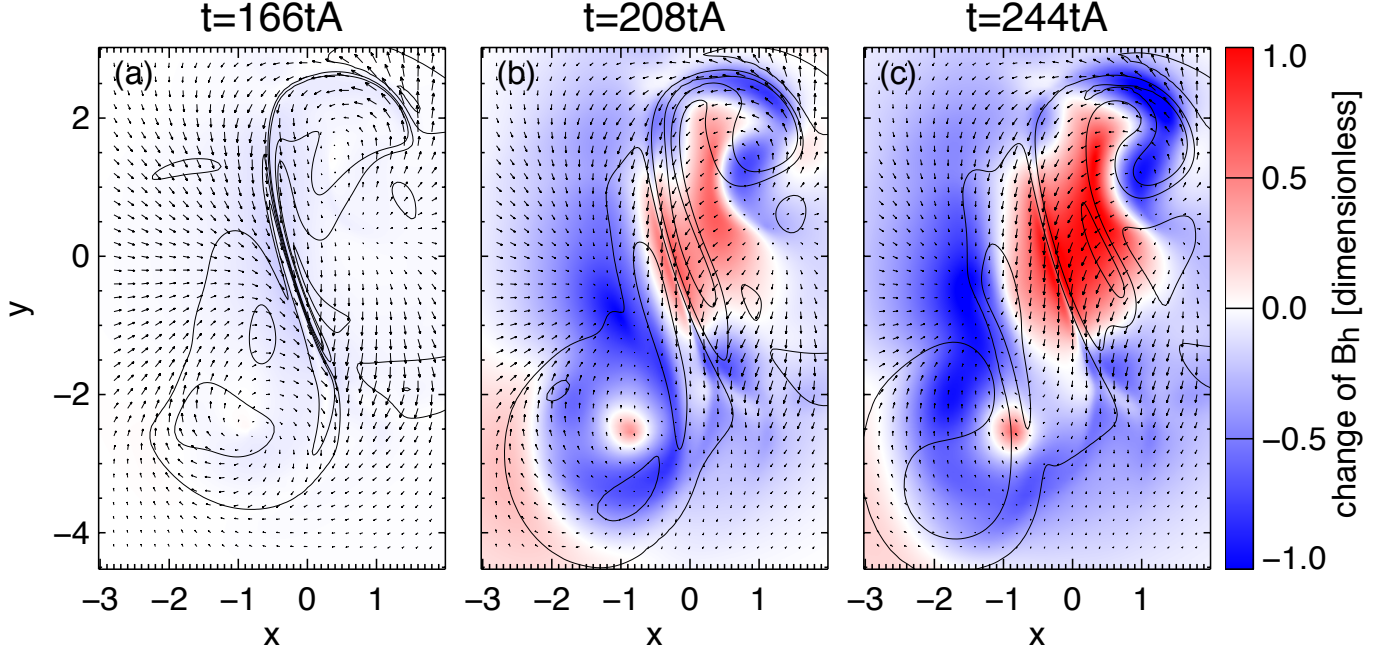 t=166tA t=208tA t=244tA
(a) (b) (c)
2
0
−2
−4
y
−3 −2 −1 0 1
−3 −2 −1 0 1
−3 −2 −1 0 1
x x x
1.0
0.5
0.0
−0.5
−1.0
change of Bh [dimensionless]